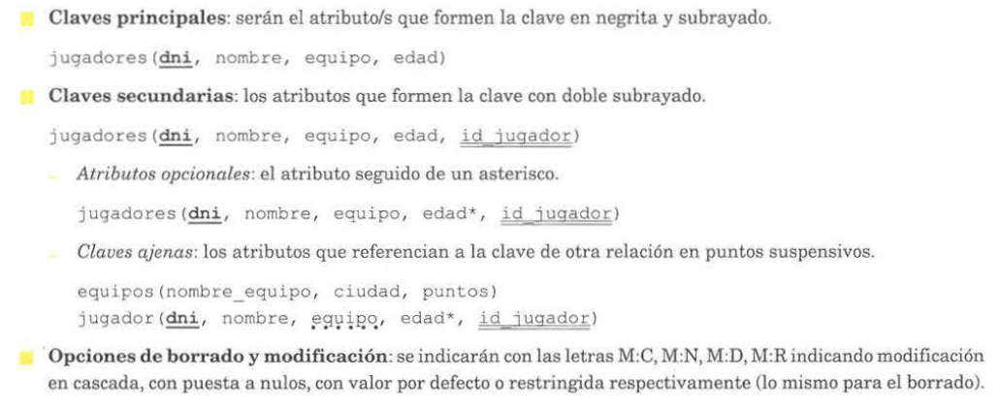 Claves principales: serán el atributo/s que formen la clave en negrita y subrayado.
jugadores(dni, nombre, equipo, edad)
Claves secundarias: los atributos que formen la clave con doble subrayado.
jugadores(dni, nombre, equipo, edad, id_jugador)
– Atributos opcionales: el atributo seguido de un asterisco.
jugadores(dni, nombre, equipo, edad*, id_jugador)
– Claves ajenas: los atributos que referencian a la clave de otra relación en puntos suspensivos.
equipos(nombre_equipo, ciudad, puntos)
jugador(dni, nombre, equipo, edad*, id_jugador)
Opciones de borrado y modificación: se indicarán con las letras M:C, M:N, M:D, M:R indicando modificación
en cascada, con puesta a nulos, con valor por defecto o restringida respectivamente (lo mismo para el borrado).